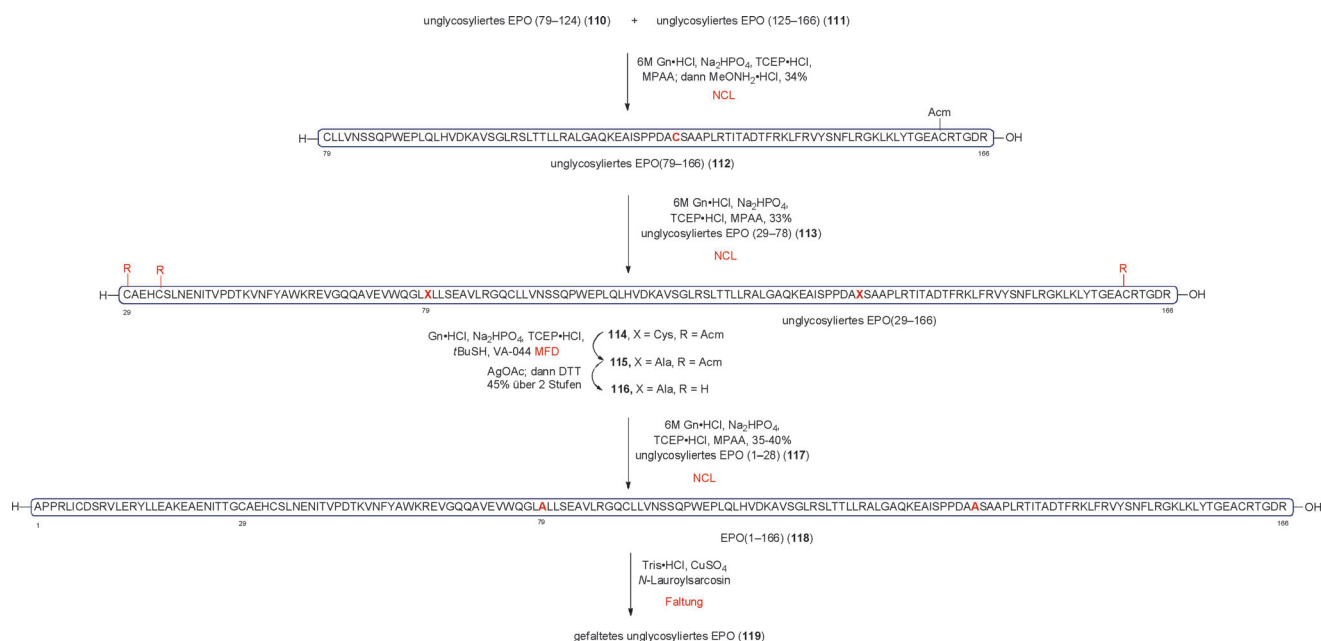 unglycosyliertes EPO (79–124) (110) + unglycosyliertes EPO (125–166) (111)
6M Gn•HCl, Na2HPO4, TCEP•HCl,
MPAA; dann MeONH2•HCl, 34%
NCL
Acm
H–CLLVNSSQPWEPLQLHVDKAVSGLRSLTTLLRALGAQKEAISPPDACSAAPLRTITADTFRKLFRVYSNFLRGKLKLYTGEACRTGDR–OH
79 166
unglycosyliertes EPO(79–166) (112)
6M Gn•HCl, Na2HPO4,
TCEP•HCl, MPAA, 33%
unglycosyliertes EPO (29–78) (113)
NCL
R R R
H–CAEHCSLNENITVPDTKVNFYAWKREVGQQAVEVWQGLXLLSEAVLRGQCLLVNSSQPWEPLQLHVDKAVSGLRSLTTLLRALGAQKEAISPPDAXSAAPLRTITADTFRKLFRVYSNFLRGKLKLYTGEACRTGDR–OH
29 79 166
unglycosyliertes EPO(29–166)
Gn•HCl, Na2HPO4, TCEP•HCl,
tBuSH, VA-044 MFD
AgOAc; dann DTT
45% über 2 Stufen
114, X = Cys, R = Acm
115, X = Ala, R = Acm
116, X = Ala, R = H
6M Gn•HCl, Na2HPO4,
TCEP•HCl, MPAA, 35-40%
unglycosyliertes EPO (1–28) (117)
NCL
H–APPRLICDSRVLERYLLEAKEAENITTGCAEHCSLNENITVPDTKVNFYAWKREVGQQAVEVWQGLALLSEAVLRGQCLLVNSSQPWEPLQLHVDKAVSGLRSLTTLLRALGAQKEAISPPDAASAAPLRTITADTFRKLFRVYSNFLRGKLKLYTGEACRTGDR–OH
1 29 79 166
EPO(1–166) (118)
Tris•HCl, CuSO4
N-Lauroylsarcosin
Faltung
gefaltetes unglycosyliertes EPO (119)